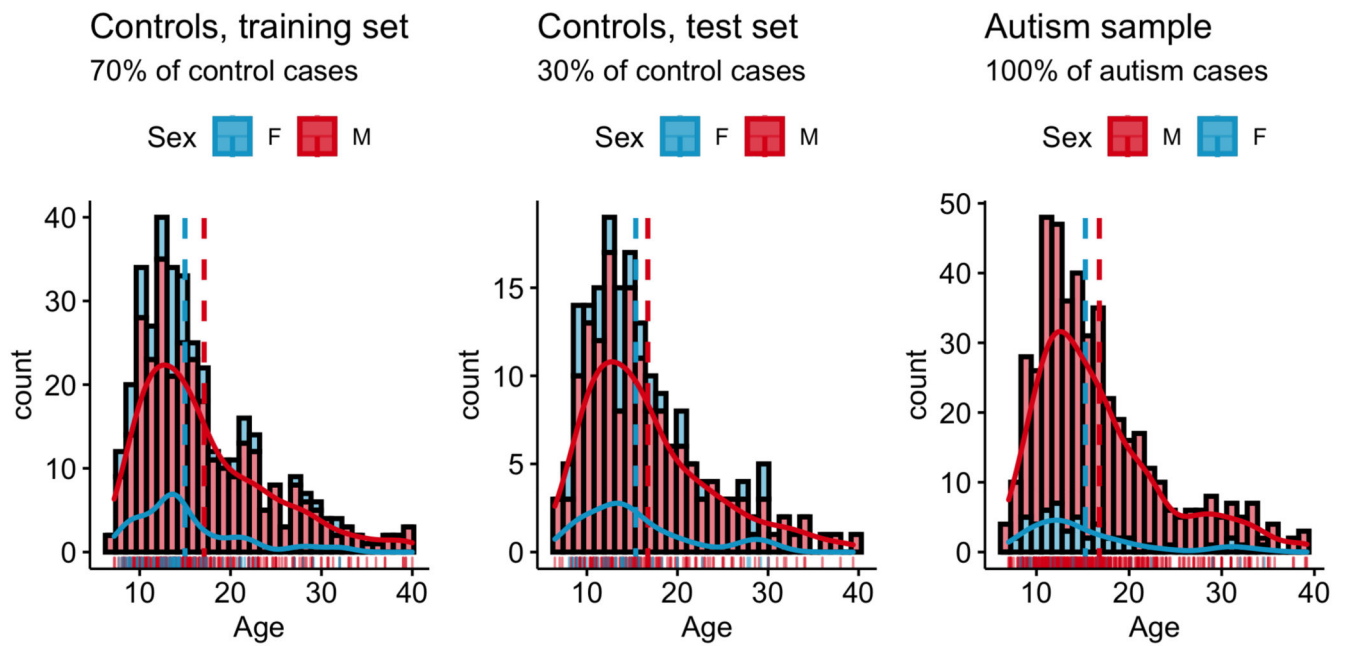 Controls, training set
70% of control cases
Sex F M
count
40
30
20
10
0
10 20 30 40
Age
Controls, test set
30% of control cases
Sex F M
count
15
10
5
0
10 20 30 40
Age
Autism sample
100% of autism cases
Sex M F
count
50
40
30
20
10
0
10 20 30 40
Age